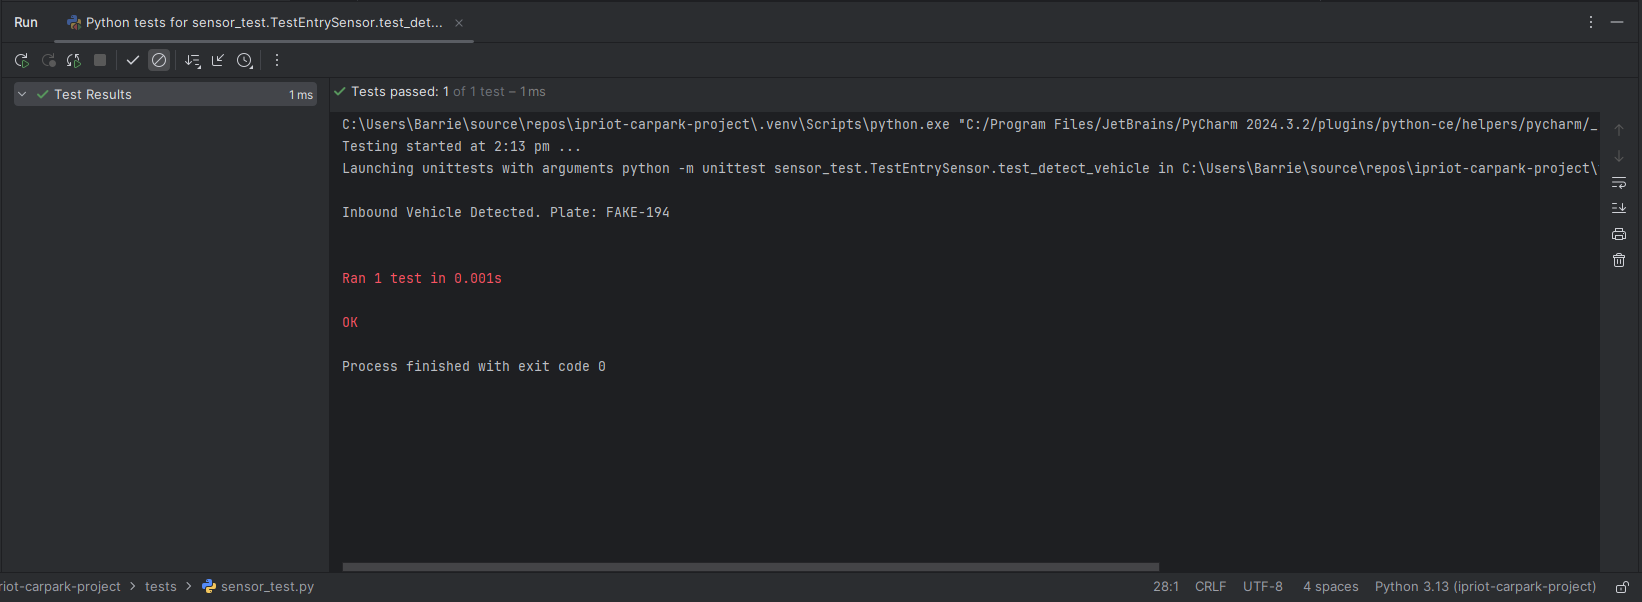 Run Python tests for sensor_test.TestEntrySensor.test_det...
Test Results 1 ms
Tests passed: 1 of 1 test – 1 ms
C:\Users\Barrie\source\repos\ipriot-carpark-project\.venv\Scripts\python.exe "C:/Program Files/JetBrains/PyCharm 2024.3.2/plugins/python-ce/helpers/pycharm/_
Testing started at 2:13 pm ...
Launching unittests with arguments python -m unittest sensor_test.TestEntrySensor.test_detect_vehicle in C:\Users\Barrie\source\repos\ipriot-carpark-project\
Inbound Vehicle Detected. Plate: FAKE-194
Ran 1 test in 0.001s
OK
Process finished with exit code 0
riot-carpark-project > tests > sensor_test.py 28:1 CRLF UTF-8 4 spaces Python 3.13 (ipriot-carpark-project)